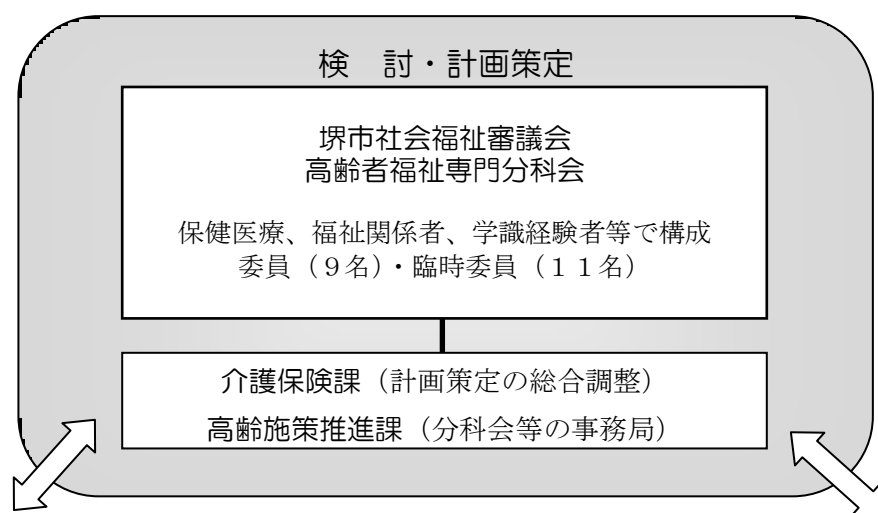 検　討・計画策定
堺市社会福祉審議会
高齢者福祉専門分科会
保健医療、福祉関係者、学識経験者等で構成
委員（９名）・臨時委員（１１名）
介護保険課（計画策定の総合調整）
高齢施策推進課（分科会等の事務局）